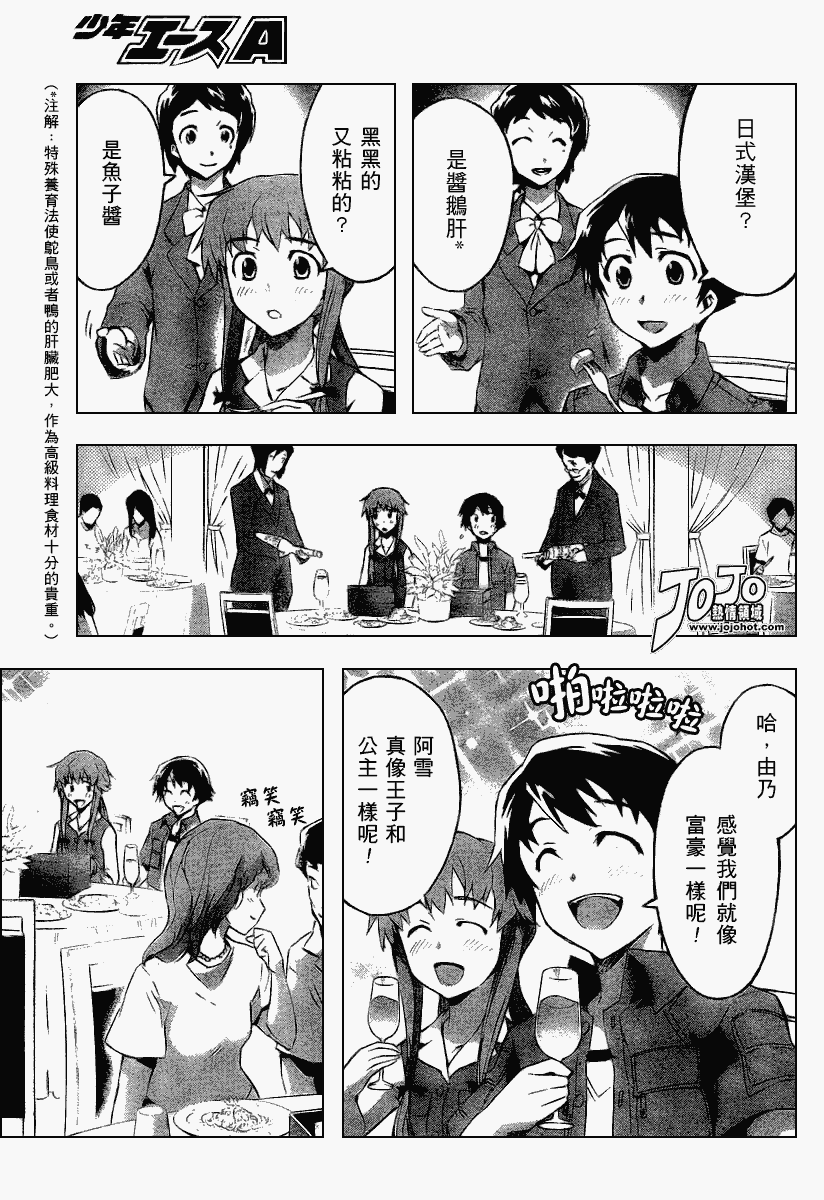 少年エースA
日式漢堡？
是醬鵝肝*
黑黑的
又粘粘的？
是魚子醬
（*注解：特殊養育法使鴕鳥或者鴨的肝臟肥大，作為高級料理食材十分的貴重。）
JOJO
熱情領域
www.jojohot.com
啪啦啦啦
哈，由乃
感覺我們就像
富豪一樣呢！
阿雪
真像王子和
公主一樣呢！
竊笑
竊笑